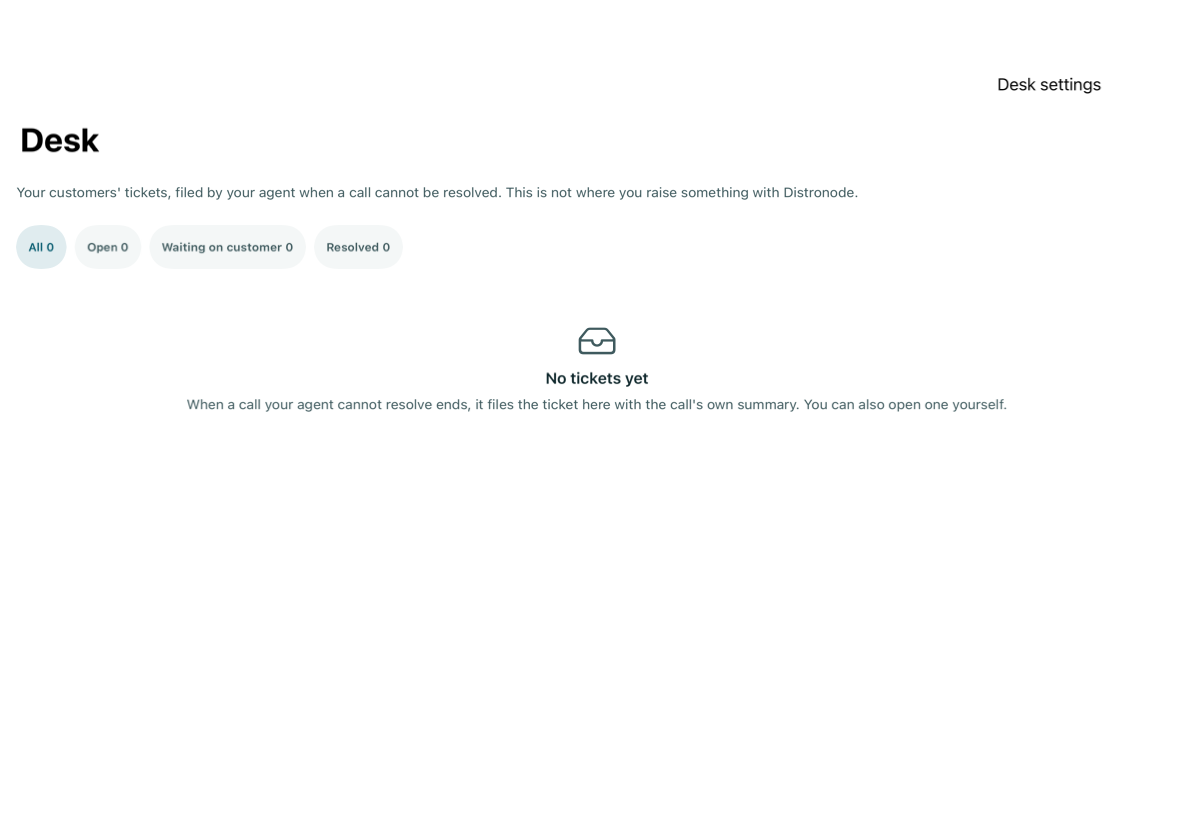 Desk settings
Desk
Your customers' tickets, filed by your agent when a call cannot be resolved. This is not where you raise something with Distronode.
All 0 Open 0 Waiting on customer 0 Resolved 0
No tickets yet
When a call your agent cannot resolve ends, it files the ticket here with the call's own summary. You can also open one yourself.